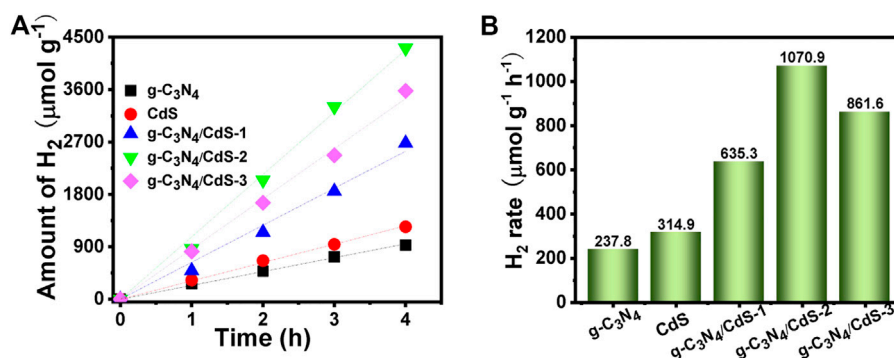 A
Amount of H₂ (μmol g⁻¹)
4500
3600
2700
1800
900
0
g-C₃N₄
CdS
g-C₃N₄/CdS-1
g-C₃N₄/CdS-2
g-C₃N₄/CdS-3
0 1 2 3 4
Time (h)
B
H₂ rate (μmol g⁻¹ h⁻¹)
1200
1000
800
600
400
200
0
237.8
314.9
635.3
1070.9
861.6
g-C₃N₄
CdS
g-C₃N₄/CdS-1
g-C₃N₄/CdS-2
g-C₃N₄/CdS-3